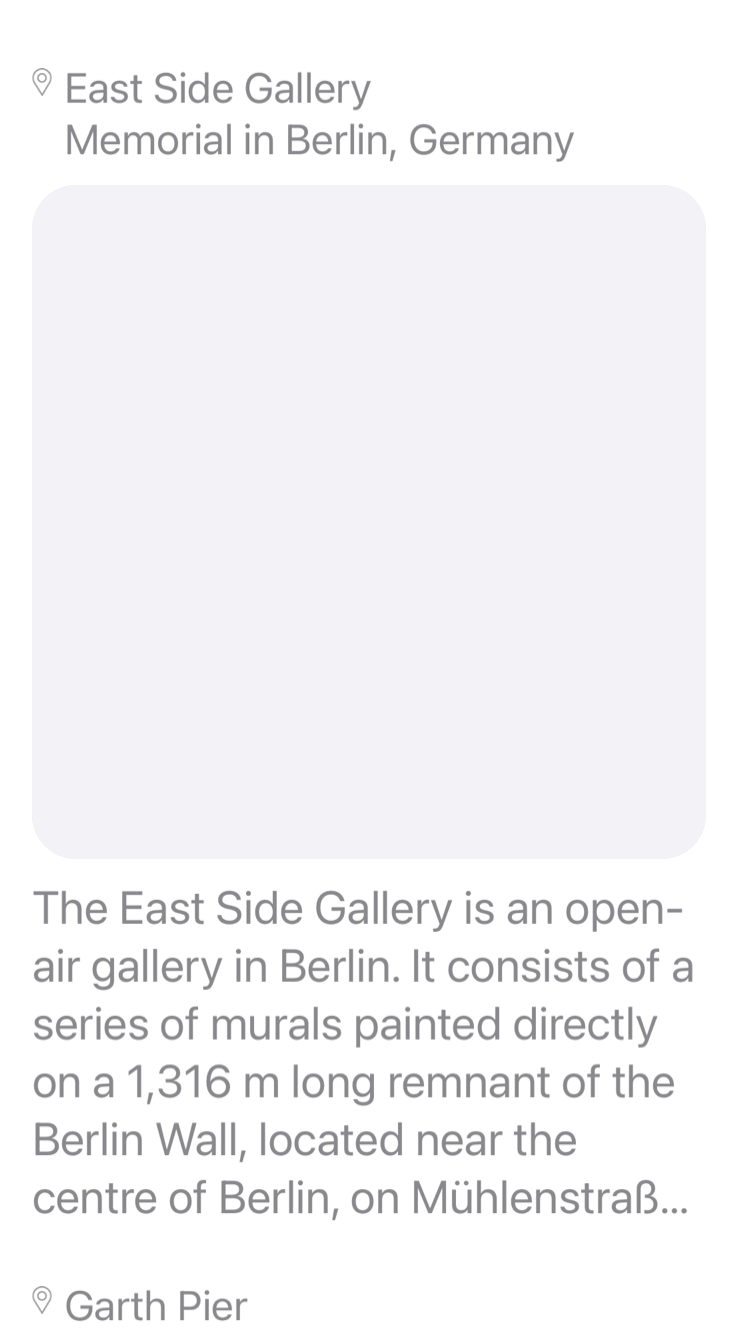 East Side Gallery
Memorial in Berlin, Germany
The East Side Gallery is an open-
air gallery in Berlin. It consists of a
series of murals painted directly
on a 1,316 m long remnant of the
Berlin Wall, located near the
centre of Berlin, on Mühlenstraß...
Garth Pier